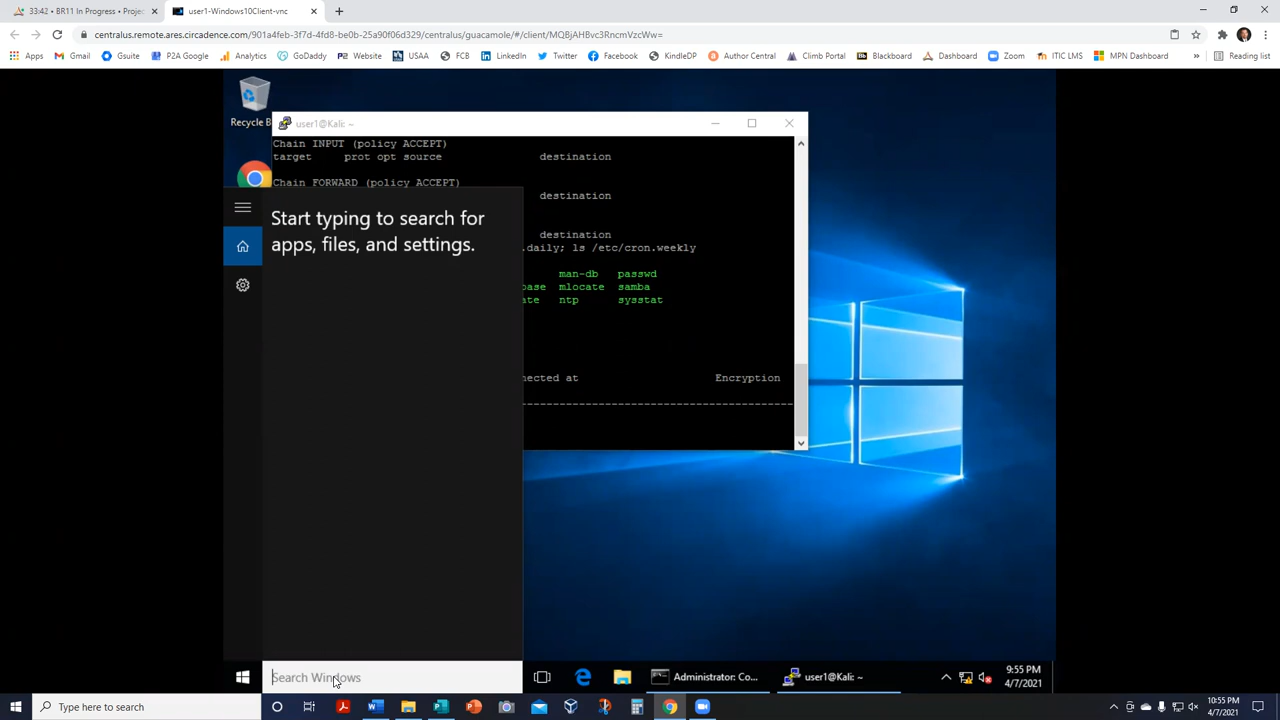 33:42 • BR11 In Progress • Projec
user1-Windows10Client-vnc
centralus.remote.ares.circadence.com/901a4feb-3f7d-4fd8-be0b-25a90f06d329/centralus/guacamole/#/client/MQBjAHBvc3RncmVzcWw=
Apps
Gmail
Gsuite
P2A Google
Analytics
GoDaddy
Website
USAA
FCB
LinkedIn
Twitter
Facebook
KindleDP
Author Central
Climb Portal
Blackboard
Dashboard
Zoom
ITIC LMS
MPN Dashboard
»
Reading list
Recycle B
user1@Kali: ~
Chain INPUT (policy ACCEPT)
target prot opt source destination
Chain FORWARD (policy ACCEPT)
destination
destination
.daily; ls /etc/cron.weekly
man-db passwd
base mlocate samba
ate ntp sysstat
nected at Encryption
Start typing to search for
apps, files, and settings.
Search Windows
Administrator: Co...
user1@Kali: ~
9:55 PM
4/7/2021
Type here to search
10:55 PM
4/7/2021